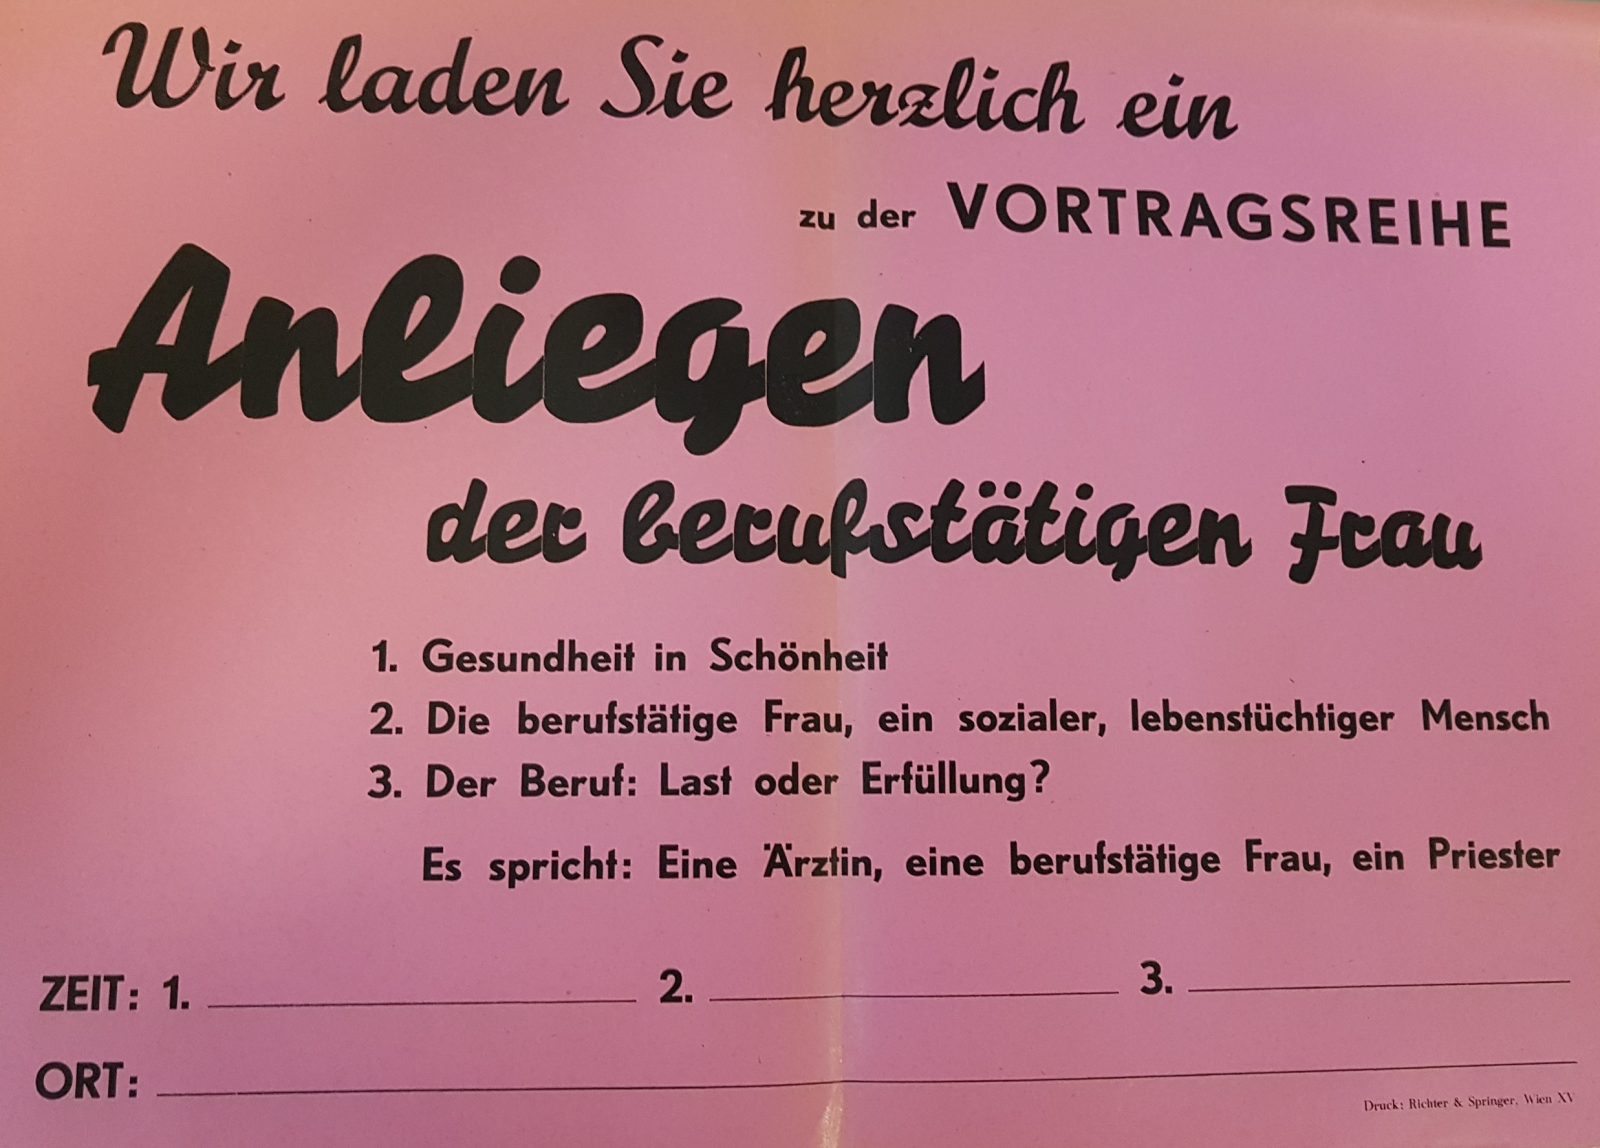 Wir laden Sie herzlich ein
zu der VORTRAGSREIHE
Anliegen
der berufstätigen Frau
1. Gesundheit in Schönheit
2. Die berufstätige Frau, ein sozialer, lebenstüchtiger Mensch
3. Der Beruf: Last oder Erfüllung?
Es spricht: Eine Ärztin, eine berufstätige Frau, ein Priester
ZEIT: 1. 2. 3.
ORT:
Druck: Richter & Springer, Wien XV